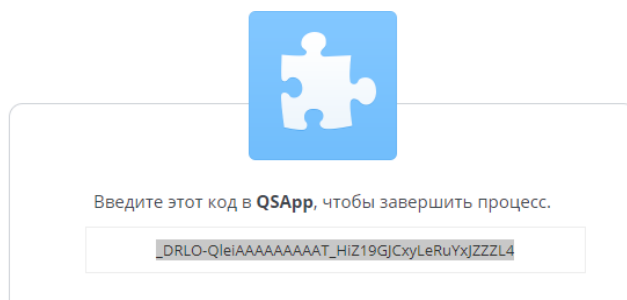 Введите этот код в QSApp, чтобы завершить процесс.
_DRLO-QleiAAAAAAAAAT_HiZ19GJCxyLeRuYxJZZZL4